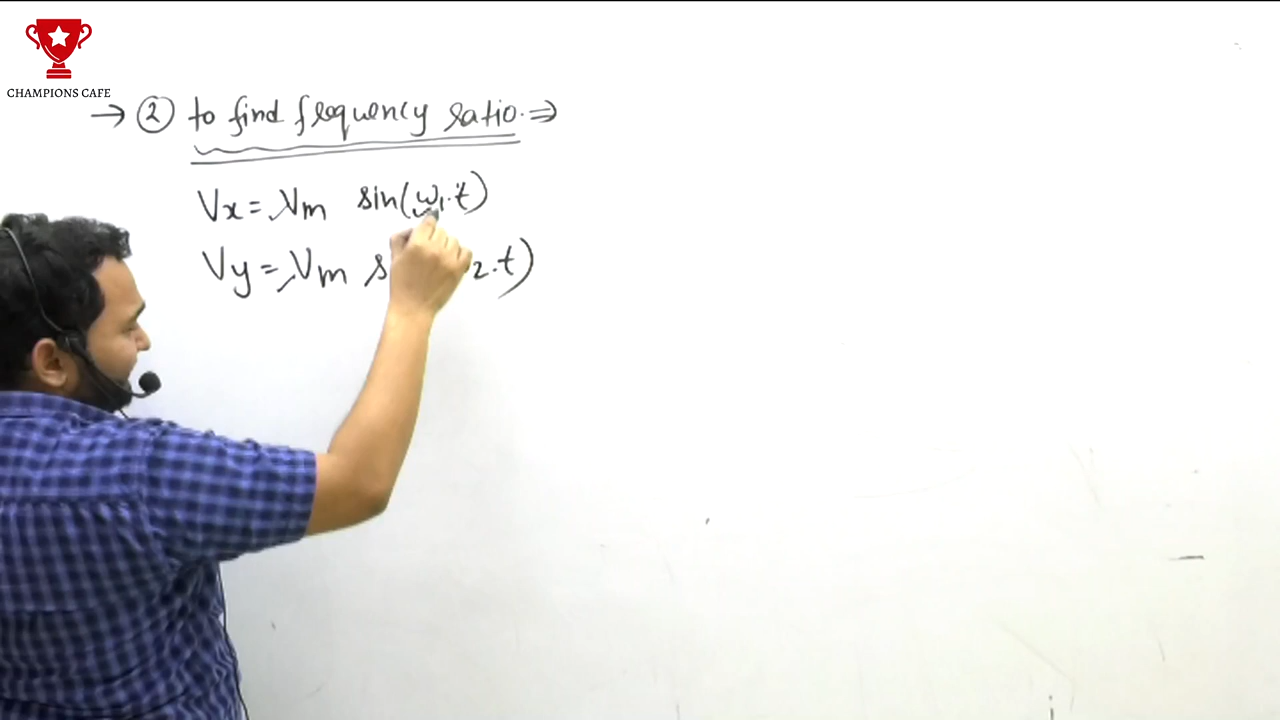 CHAMPIONS CAFE
→ ② to find frequency ratio. ⇒
Vx = Vm sin(ω1.t)
Vy = Vm s 2.t)